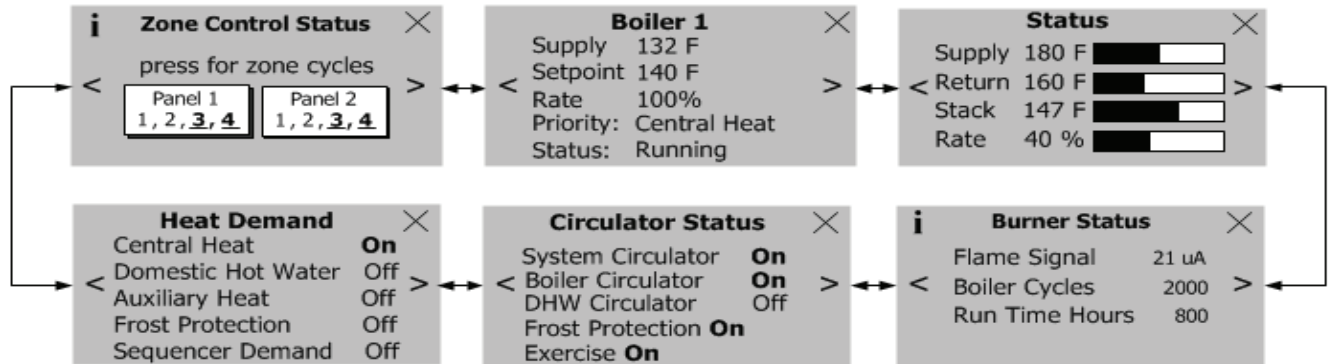 i Zone Control Status ×
press for zone cycles
< >
Panel 1
1, 2, 3, 4
Panel 2
1, 2, 3, 4
Boiler 1 ×
Supply 132 F
< Setpoint 140 F >
Rate 100%
Priority: Central Heat
Status: Running
Status ×
Supply 180 F
< Return 160 F >
Stack 147 F
Rate 40 %
Heat Demand ×
Central Heat On
< Domestic Hot Water Off >
Auxiliary Heat Off
Frost Protection Off
Sequencer Demand Off
Circulator Status ×
System Circulator On
< Boiler Circulator On >
DHW Circulator Off
Frost Protection On
Exercise On
i Burner Status ×
Flame Signal 21 uA
< Boiler Cycles 2000 >
Run Time Hours 800